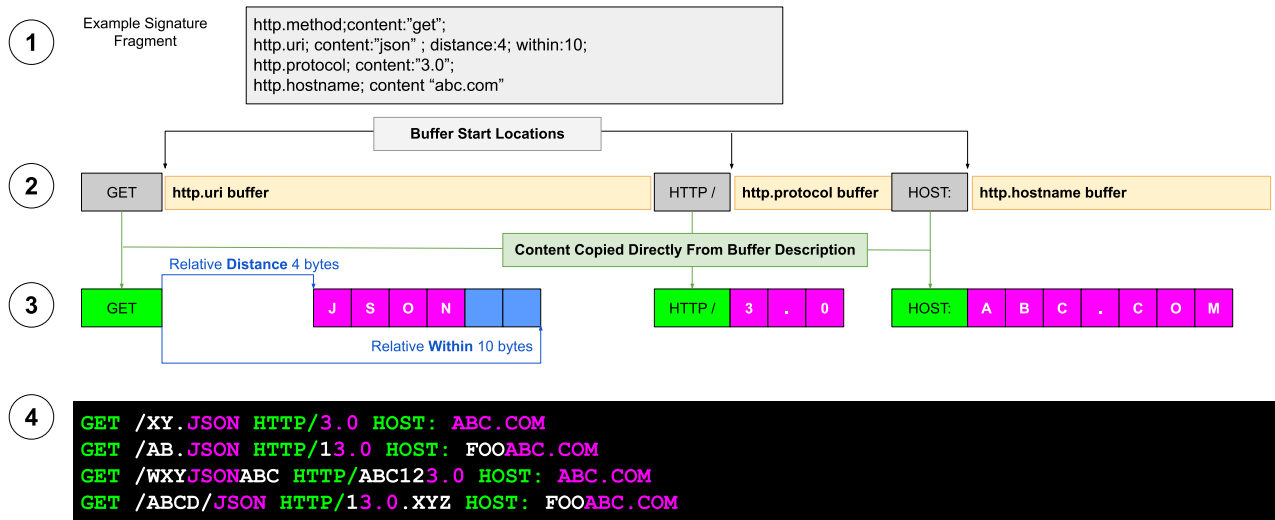 1
Example Signature
Fragment
http.method;content:”get”;
http.uri; content:”json” ; distance:4; within:10;
http.protocol; content:”3.0”;
http.hostname; content “abc.com”
Buffer Start Locations
2
GET
http.uri buffer
HTTP /
http.protocol buffer
HOST:
http.hostname buffer
Content Copied Directly From Buffer Description
Relative Distance 4 bytes
3
GET
J S O N
HTTP /
3 . 0
HOST:
A B C . C O M
Relative Within 10 bytes
4
GET /XY.JSON HTTP/3.0 HOST: ABC.COM
GET /AB.JSON HTTP/13.0 HOST: FOOABC.COM
GET /WXYJSONABC HTTP/ABC123.0 HOST: ABC.COM
GET /ABCD/JSON HTTP/13.0.XYZ HOST: FOOABC.COM